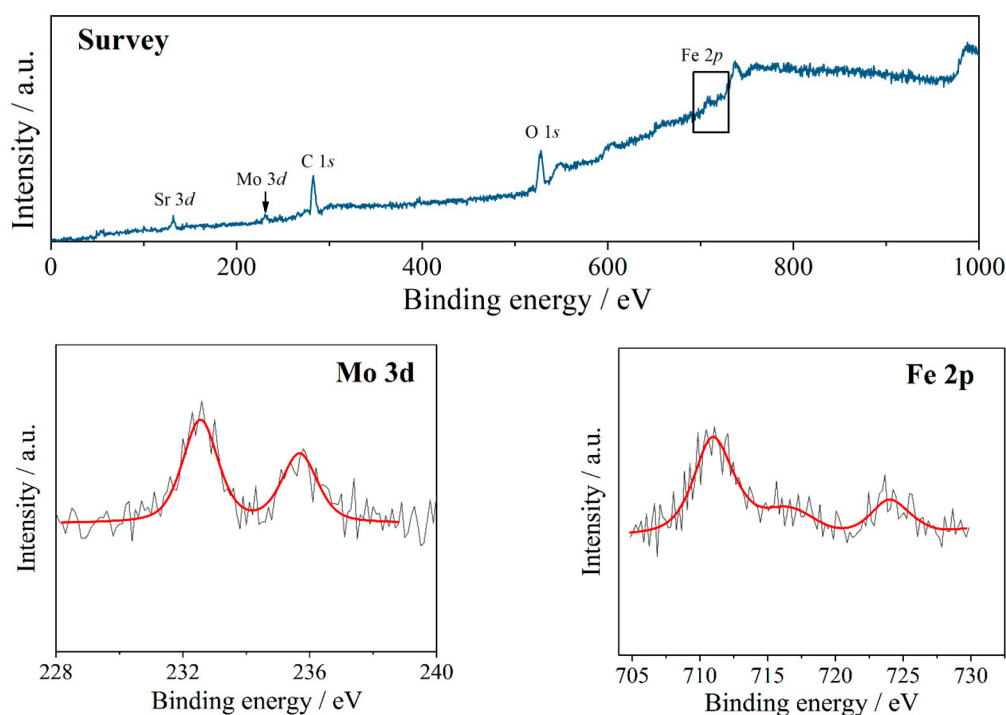 Survey
Fe 2p
O 1s
C 1s
Mo 3d
Sr 3d
Intensity / a.u.
0 200 400 600 800 1000
Binding energy / eV
Mo 3d
Intensity / a.u.
228 232 236 240
Binding energy / eV
Fe 2p
Intensity / a.u.
705 710 715 720 725 730
Binding energy / eV